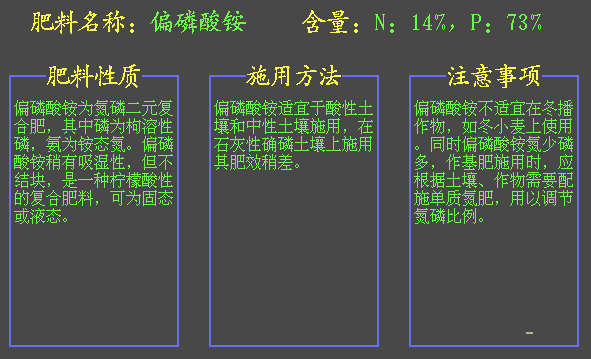 肥料名称：偏磷酸铵 含量：N：14%，P：73%
肥料性质
偏磷酸铵为氮磷二元复
合肥，其中磷为枸溶性
磷，氨为铵态氮。偏磷
酸铵稍有吸湿性，但不
结块，是一种柠檬酸性
的复合肥料，可为固态
或液态。
施用方法
偏磷酸铵适宜于酸性土
壤和中性土壤施用，在
石灰性确磷土壤上施用
其肥效稍差。
注意事项
偏磷酸铵不适宜在冬播
作物，如冬小麦上使用
。同时偏磷酸铵氮少磷
多，作基肥施用时，应
根据土壤、作物需要配
施单质氮肥，用以调节
氮磷比例。